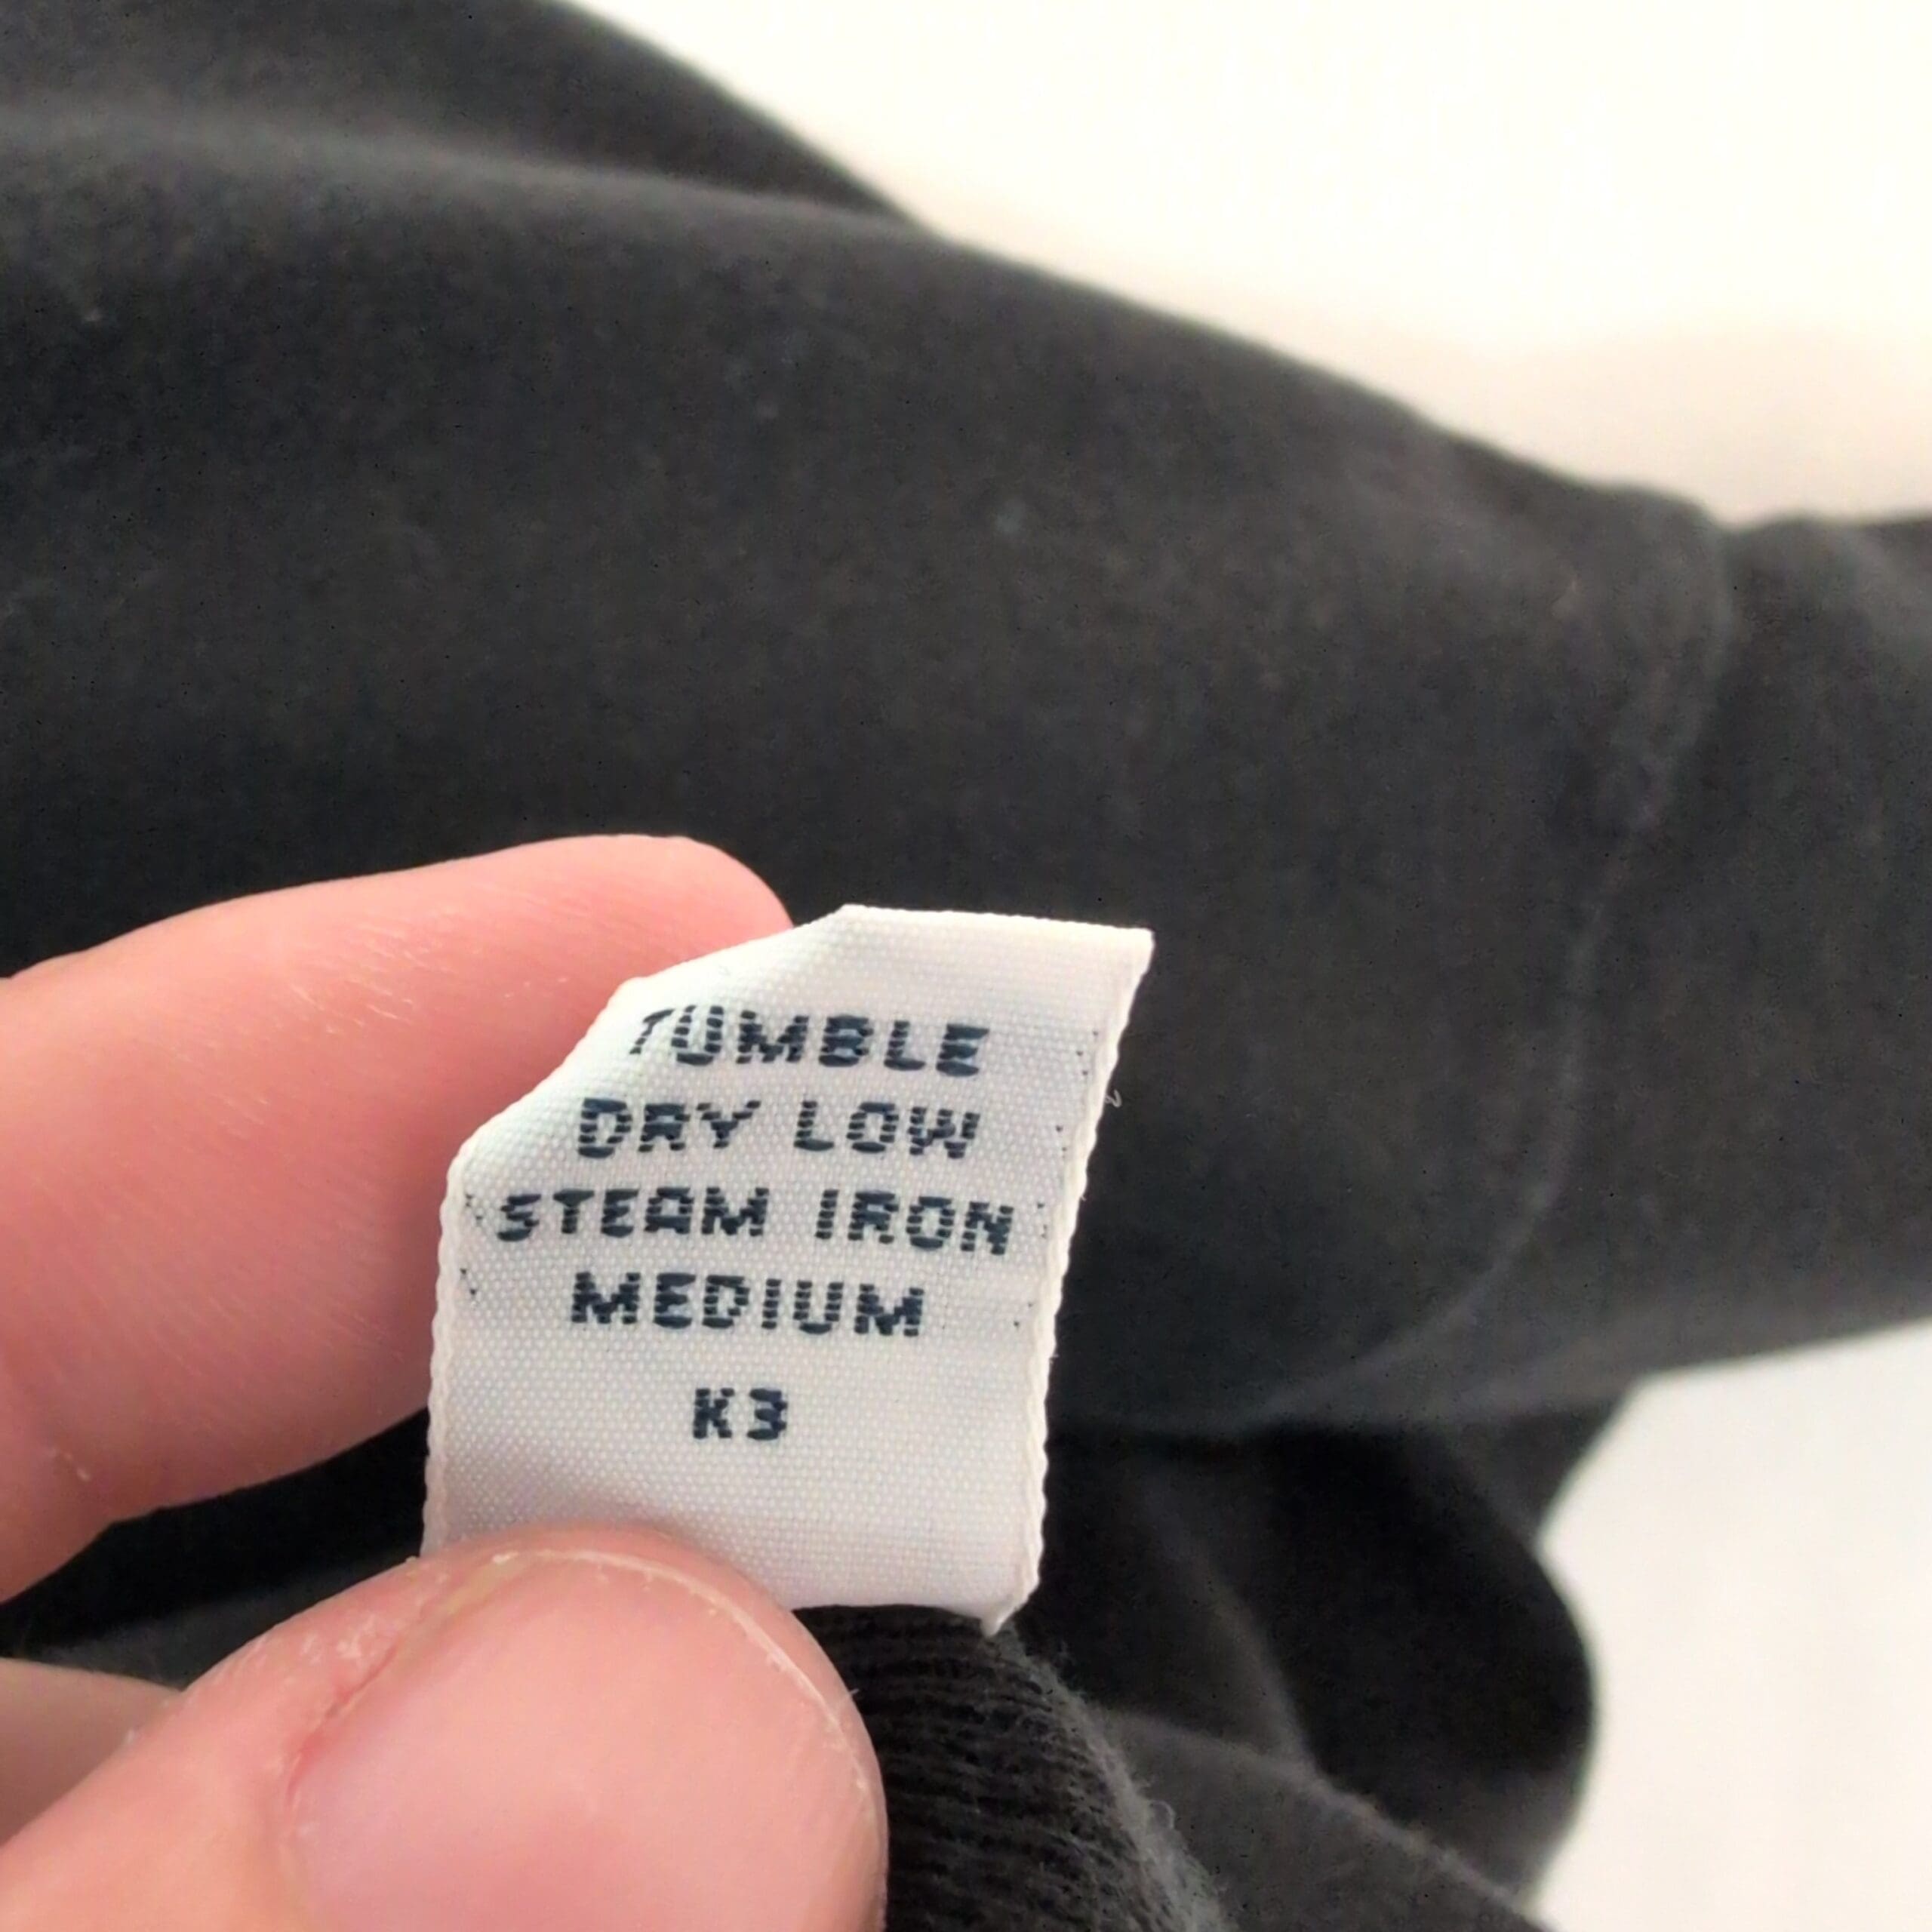 TUMBLE
DRY LOW
STEAM IRON
MEDIUM
K3